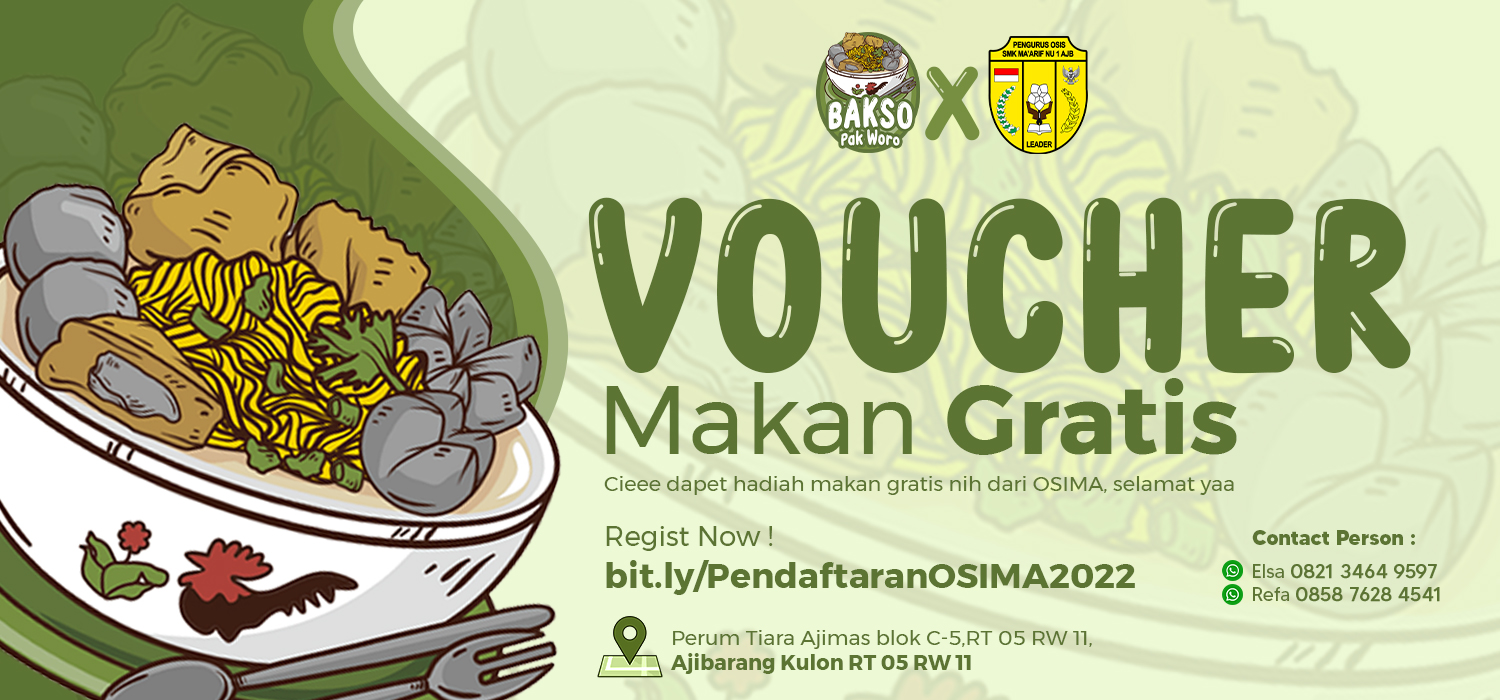 BAKSO
Pak Woro
X
PENGURUS OSIS
SMK MA'ARIF NU 1 AJB
LEADER
VOUCHER
Makan Gratis
Cieee dapet hadiah makan gratis nih dari OSIMA, selamat yaa
Regist Now !
bit.ly/PendaftaranOSIMA2022
Contact Person :
Elsa 0821 3464 9597
Refa 0858 7628 4541
Perum Tiara Ajimas blok C-5,RT 05 RW 11,
Ajibarang Kulon RT 05 RW 11